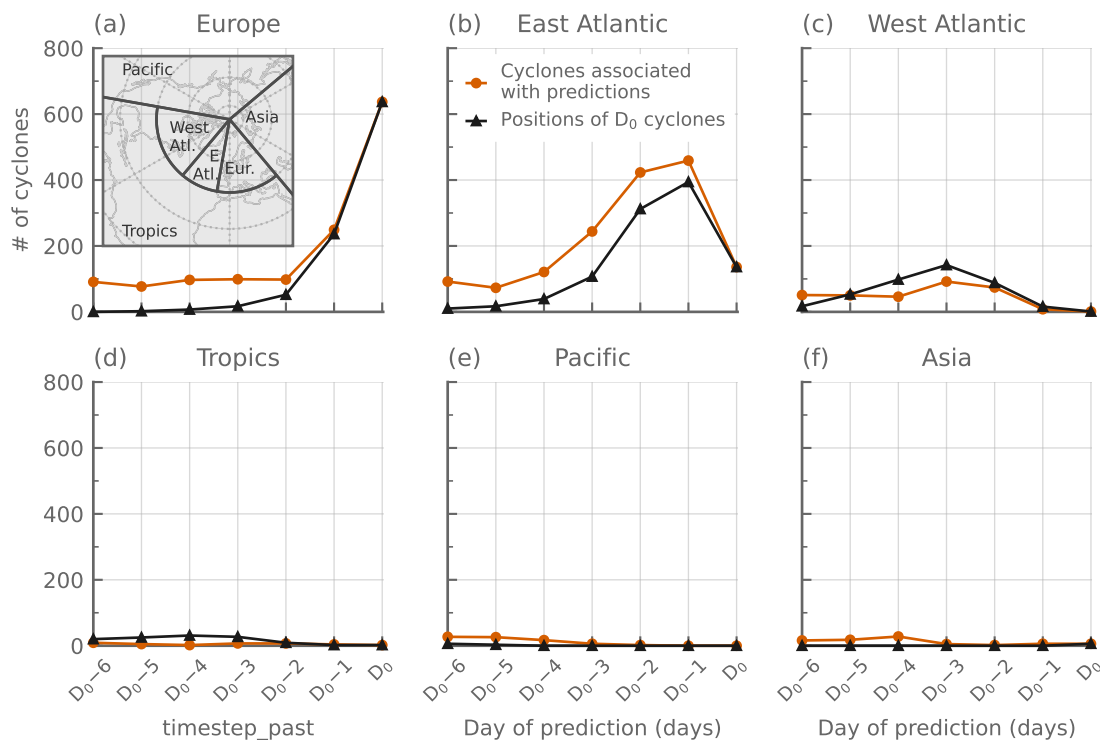 (a) Europe
(b) East Atlantic
(c) West Atlantic
800
600
400
200
0
# of cyclones
Pacific
West
Atl.
Asia
E.
Atl.
Eur.
Tropics
Cyclones associated
with predictions
Positions of D₀ cyclones
(d) Tropics
(e) Pacific
(f) Asia
800
600
400
200
0
D₀−6 D₀−5 D₀−4 D₀−3 D₀−2 D₀−1 D₀
D₀−6 D₀−5 D₀−4 D₀−3 D₀−2 D₀−1 D₀
D₀−6 D₀−5 D₀−4 D₀−3 D₀−2 D₀−1 D₀
timestep_past
Day of prediction (days)
Day of prediction (days)